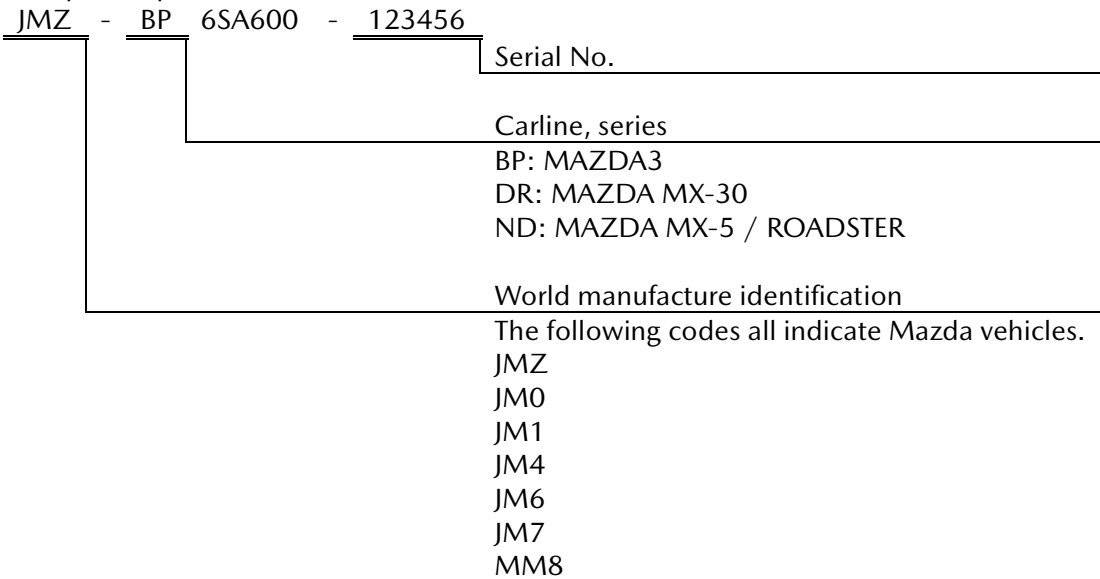 JMZ - BP 6SA600 - 123456
Serial No.
Carline, series
BP: MAZDA3
DR: MAZDA MX-30
ND: MAZDA MX-5 / ROADSTER
World manufacture identification
The following codes all indicate Mazda vehicles.
JMZ
JM0
JM1
JM4
JM6
JM7
MM8